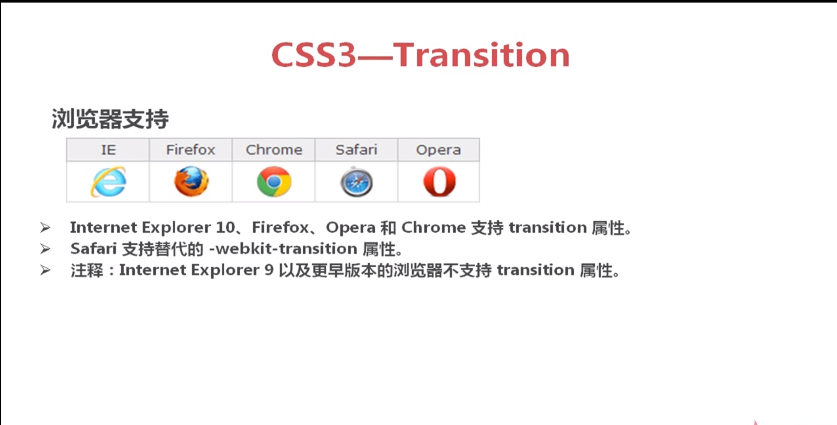 CSS3—Transition
浏览器支持
IE Firefox Chrome Safari Opera
Internet Explorer 10、Firefox、Opera 和 Chrome 支持 transition 属性。
Safari 支持替代的 -webkit-transition 属性。
注释：Internet Explorer 9 以及更早版本的浏览器不支持 transition 属性。